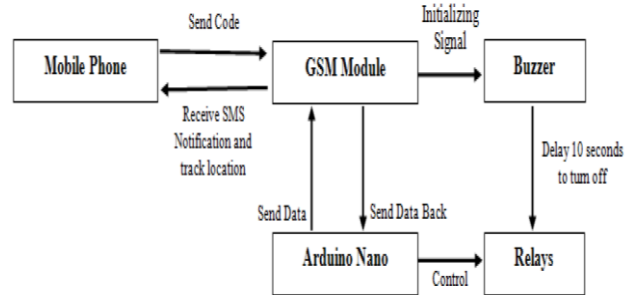 Send Code
Initializing
Signal
Mobile Phone
GSM Module
Buzzer
Receive SMS
Notification and
track location
Delay 10 seconds
to turn off
Send Data
Send Data Back
Arduino Nano
Control
Relays